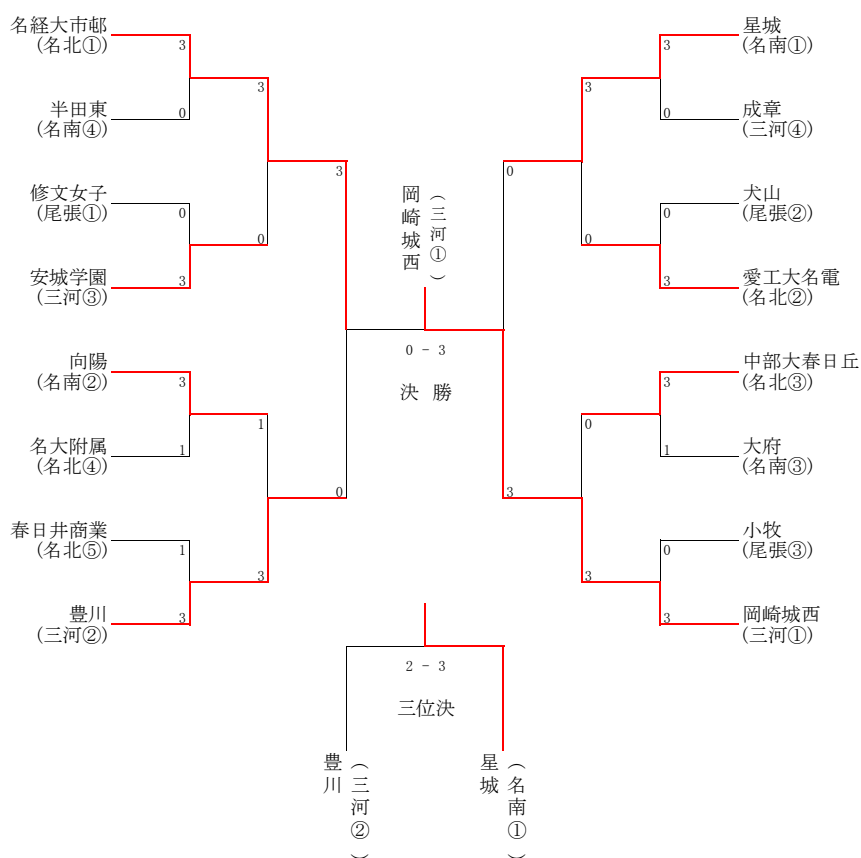 名経大市邨
(名北①)
3
3
半田東
(名南④)
0
3
修文女子
(尾張①)
0
0
安城学園
(三河③)
3
向陽
(名南②)
3
1
名大附属
(名北④)
1
0
春日井商業
(名北⑤)
1
3
豊川
(三河②)
3
岡崎城西
(三河①)
0 - 3
決 勝
星城
(名南①)
3
3
成章
(三河④)
0
0
犬山
(尾張②)
0
0
愛工大名電
(名北②)
3
中部大春日丘
(名北③)
3
0
大府
(名南③)
1
3
小牧
(尾張③)
0
3
岡崎城西
(三河①)
3
2 - 3
三位決
豊川
(三河②)
星城
(名南①)